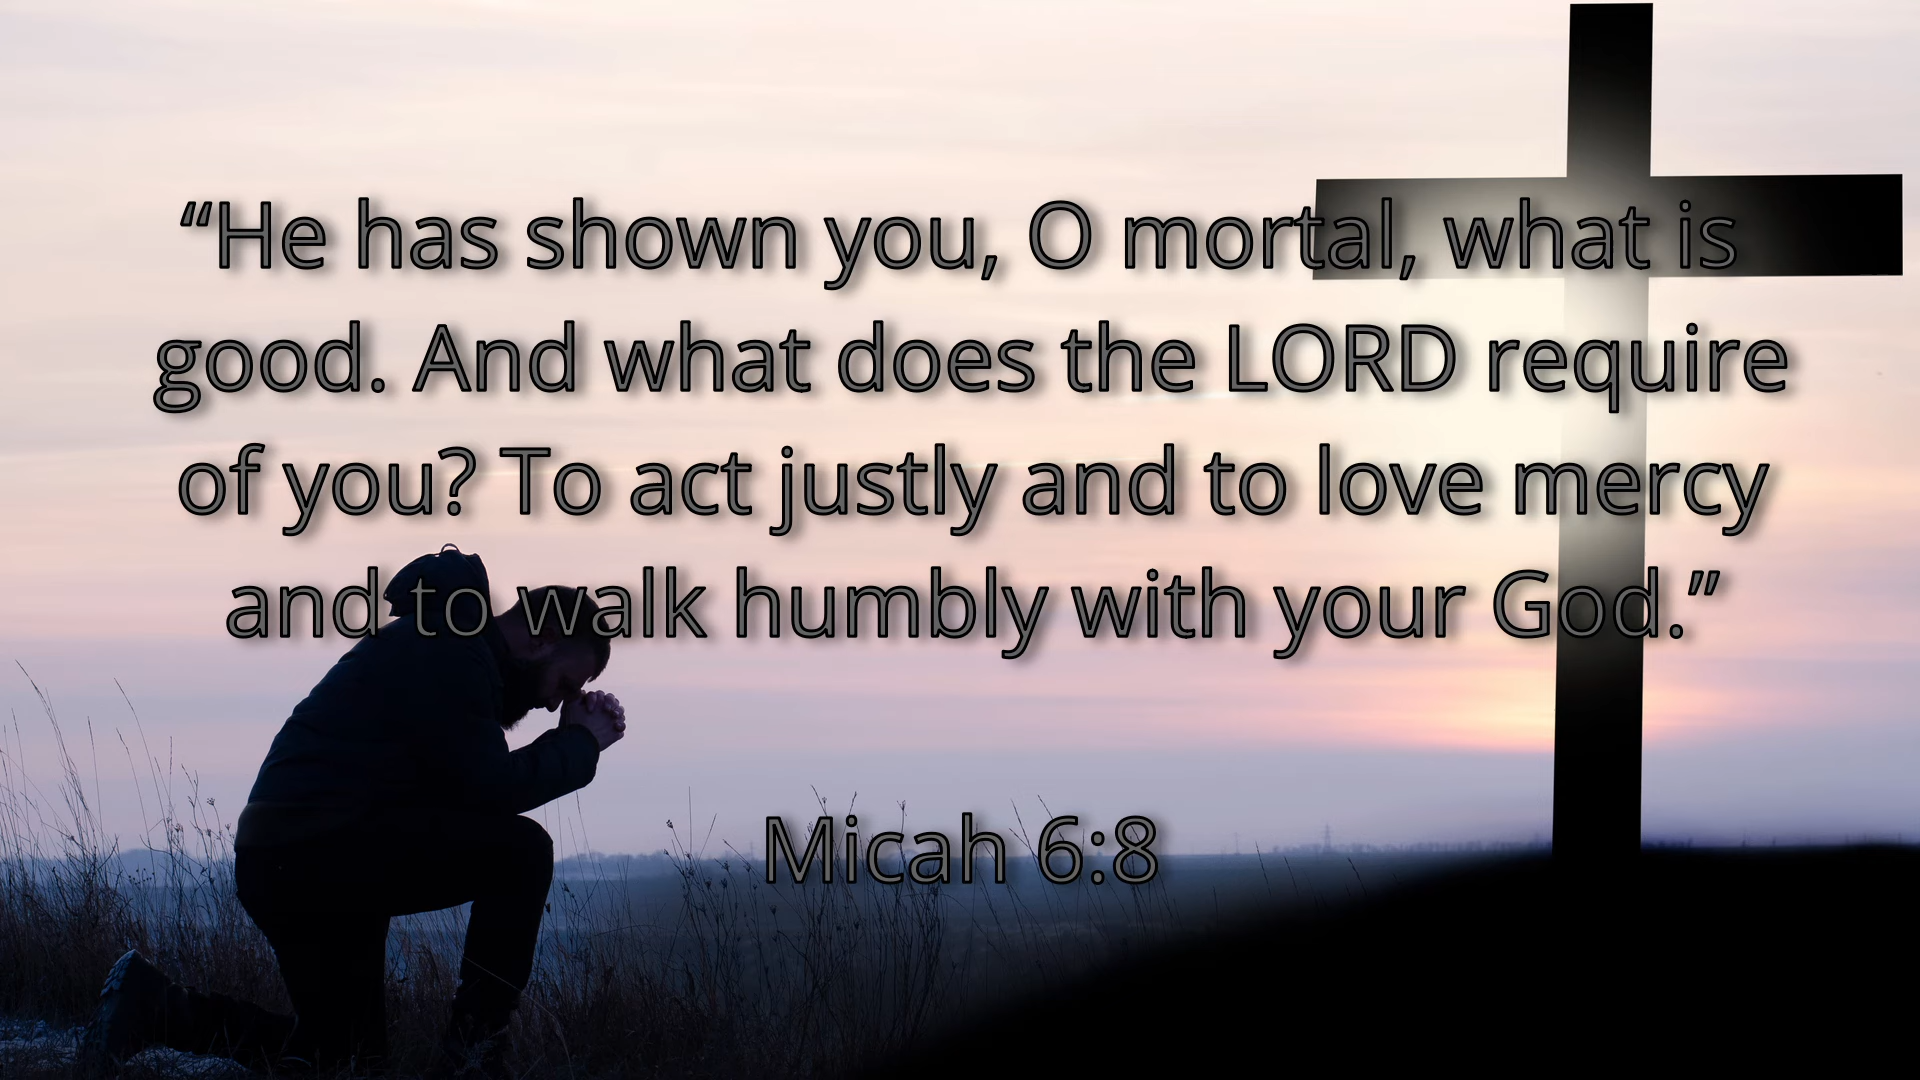 “He has shown you, O mortal, what is
good. And what does the LORD require
of you? To act justly and to love mercy
and to walk humbly with your God.”
Micah 6:8